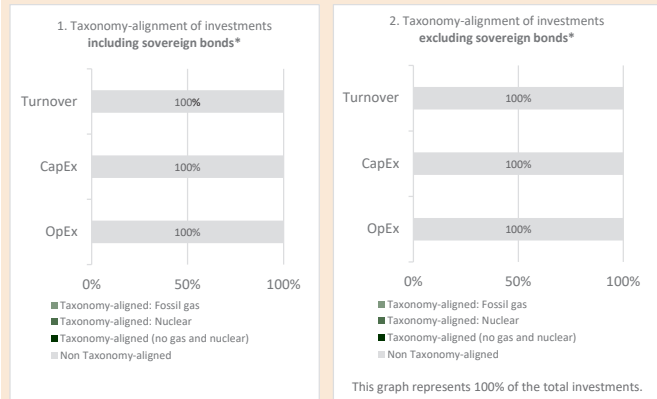 1. Taxonomy-alignment of investments
including sovereign bonds*
Turnover
100%
CapEx
100%
OpEx
100%
0%
50%
100%
Taxonomy-aligned: Fossil gas
Taxonomy-aligned: Nuclear
Taxonomy-aligned (no gas and nuclear)
Non Taxonomy-aligned
2. Taxonomy-alignment of investments
excluding sovereign bonds*
Turnover
100%
CapEx
100%
OpEx
100%
0%
50%
100%
Taxonomy-aligned: Fossil gas
Taxonomy-aligned: Nuclear
Taxonomy-aligned (no gas and nuclear)
Non Taxonomy-aligned
This graph represents 100% of the total investments.